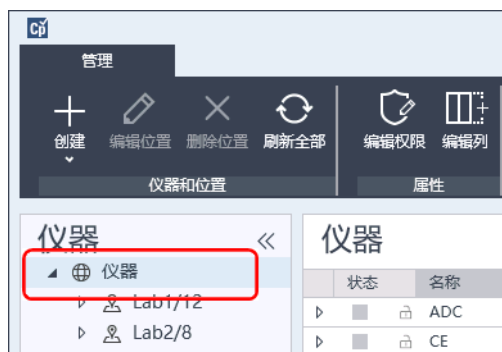 Cp
管理
创建 编辑位置 删除位置 刷新全部 编辑权限 编辑列
仪器和位置 属性
仪器 仪器
仪器
状态 名称
Lab1/12
ADC
Lab2/8
CE